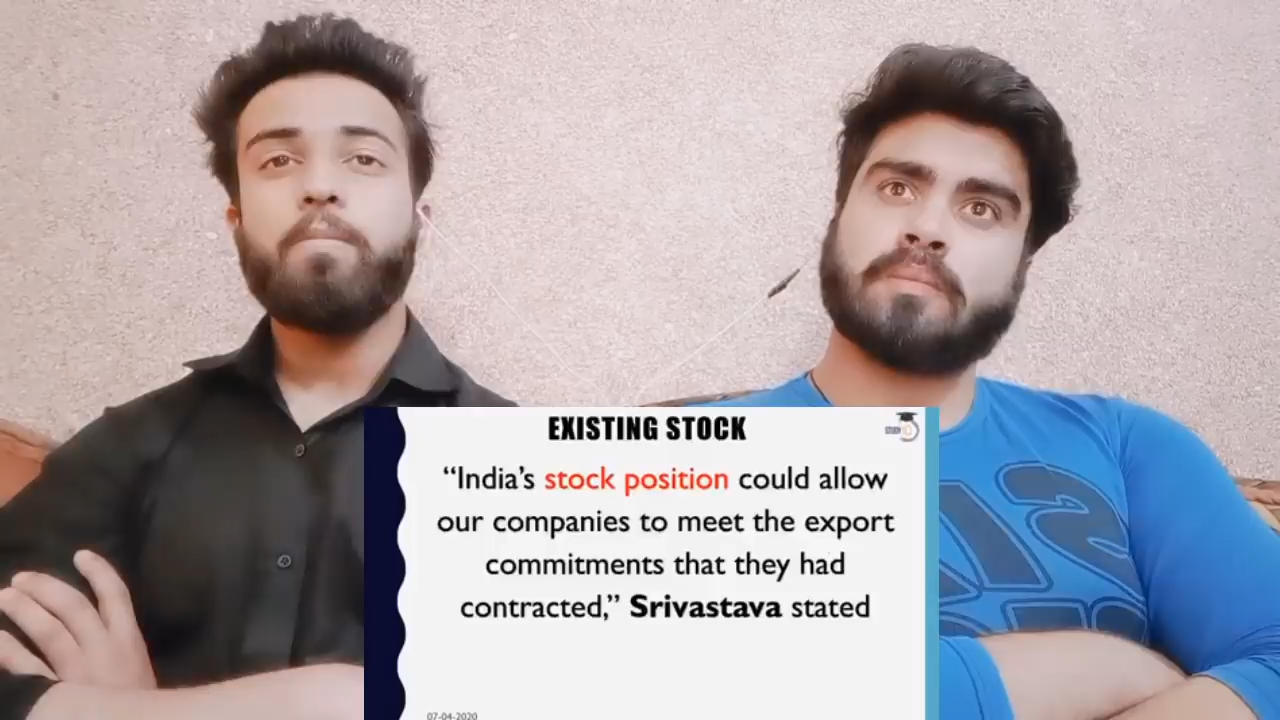 EXISTING STOCK
“India’s stock position could allow
our companies to meet the export
commitments that they had
contracted,” Srivastava stated
07-04-2020